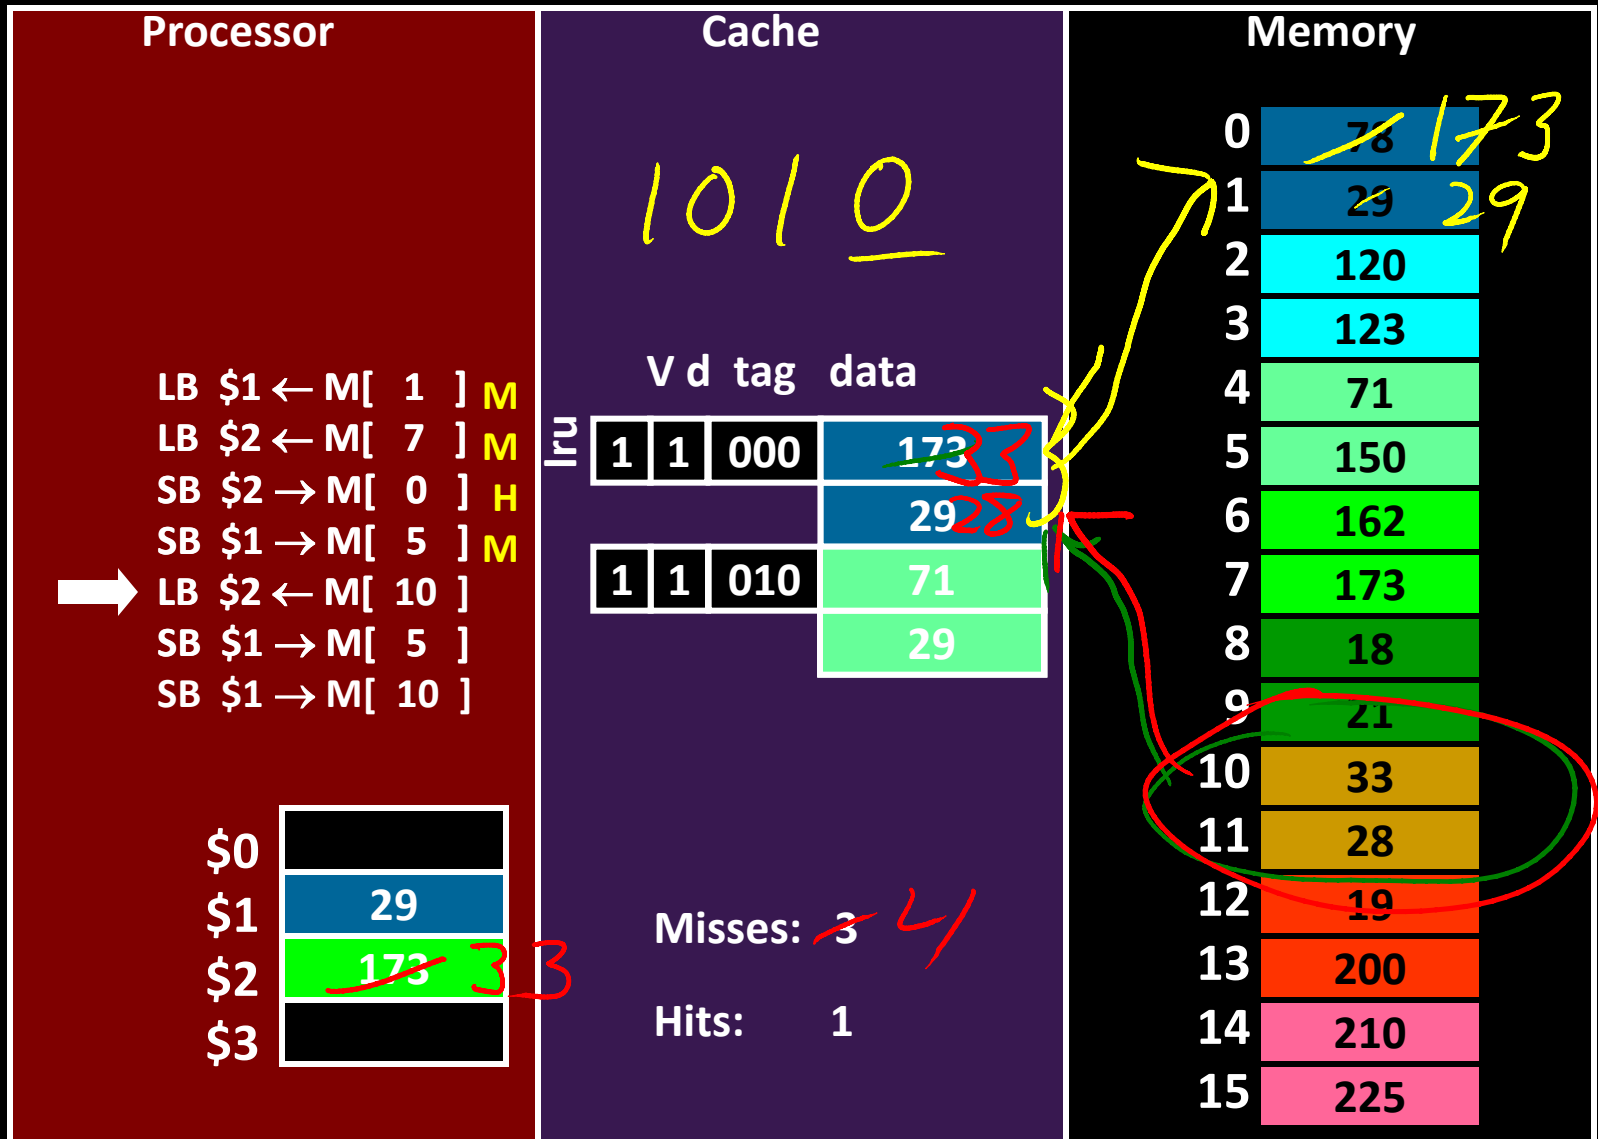 Processor
LB $1 ← M[ 1 ] M
LB $2 ← M[ 7 ] M
SB $2 → M[ 0 ] H
SB $1 → M[ 5 ] M
LB $2 ← M[ 10 ]
SB $1 → M[ 5 ]
SB $1 → M[ 10 ]
$0
$1 29
$2 173 33
$3
Cache
1010
V d tag data
lru
1 1 000 173 33
29 28
1 1 010 71
29
Misses: 3 4
Hits: 1
Memory
0 78 173
1 29 29
2 120
3 123
4 71
5 150
6 162
7 173
8 18
9 21
10 33
11 28
12 19
13 200
14 210
15 225